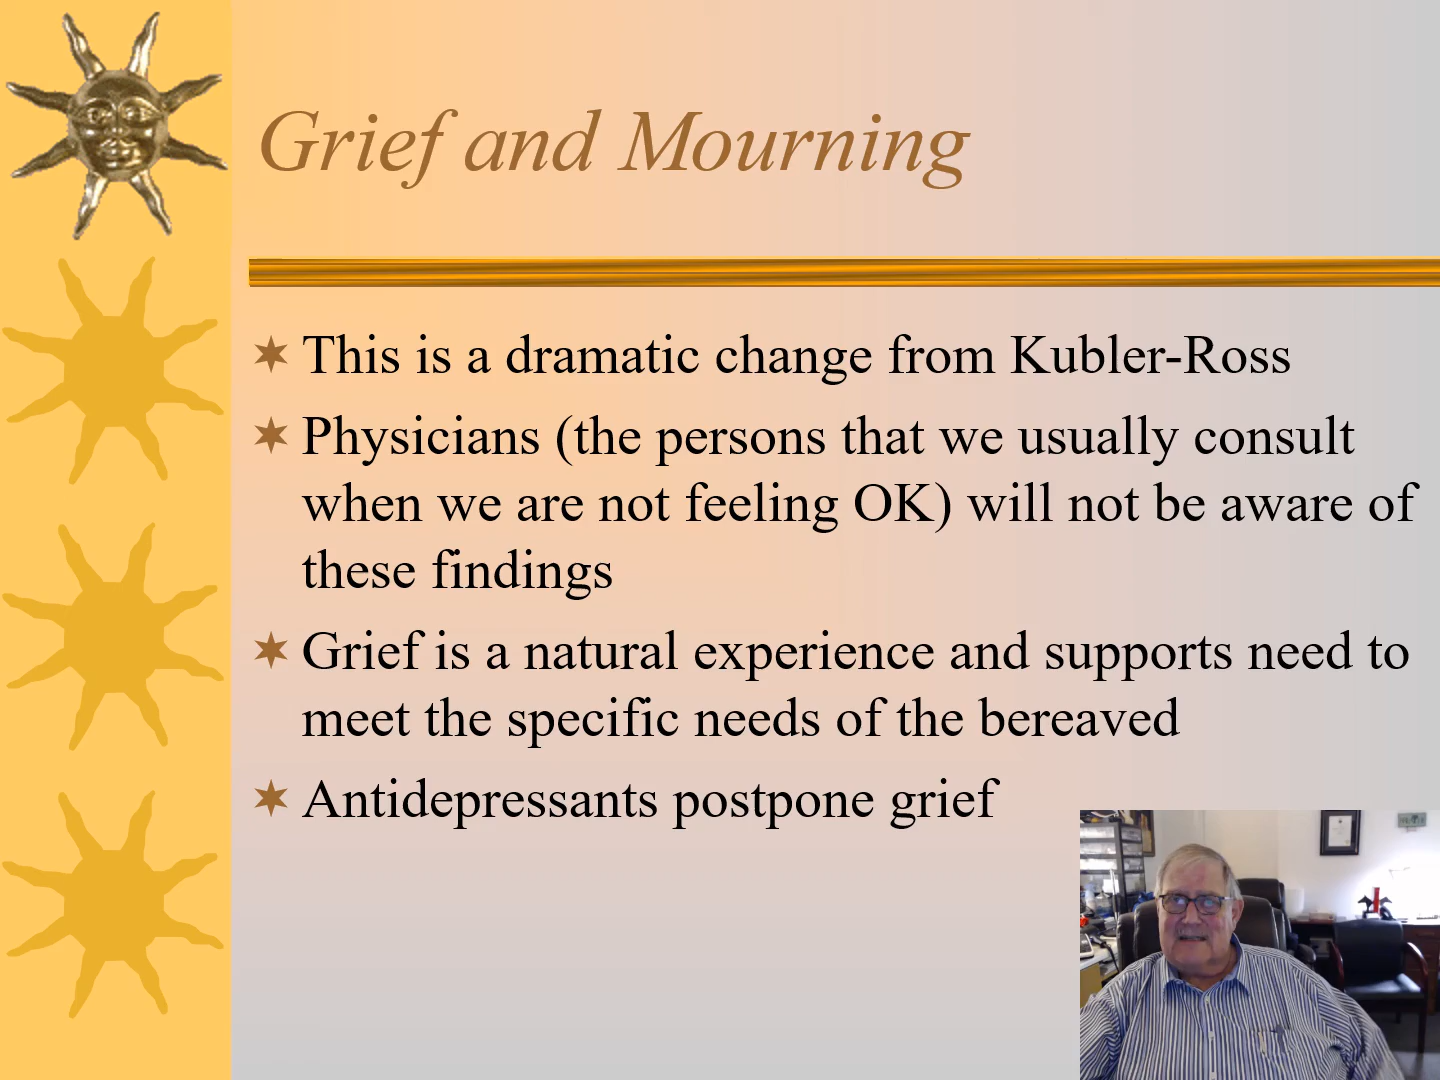 Grief and Mourning
This is a dramatic change from Kubler-Ross
Physicians (the persons that we usually consult
when we are not feeling OK) will not be aware of
these findings
Grief is a natural experience and supports need to
meet the specific needs of the bereaved
Antidepressants postpone grief